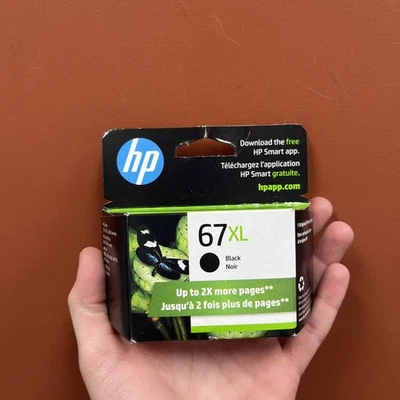 hp
Download the free
HP Smart app.
Téléchargez l'application
HP Smart gratuite.
hpapp.com
67XL
Black
Noir
Up to 2X more pages**
Jusqu'à 2 fois plus de pages**